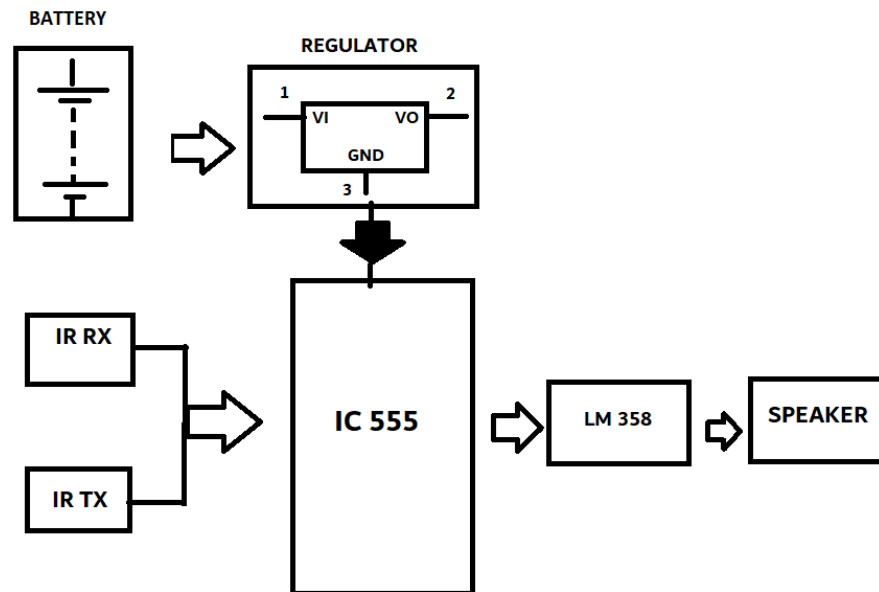 BATTERY
REGULATOR
1
2
VI
VO
GND
3
IR RX
IC 555
LM 358
SPEAKER
IR TX